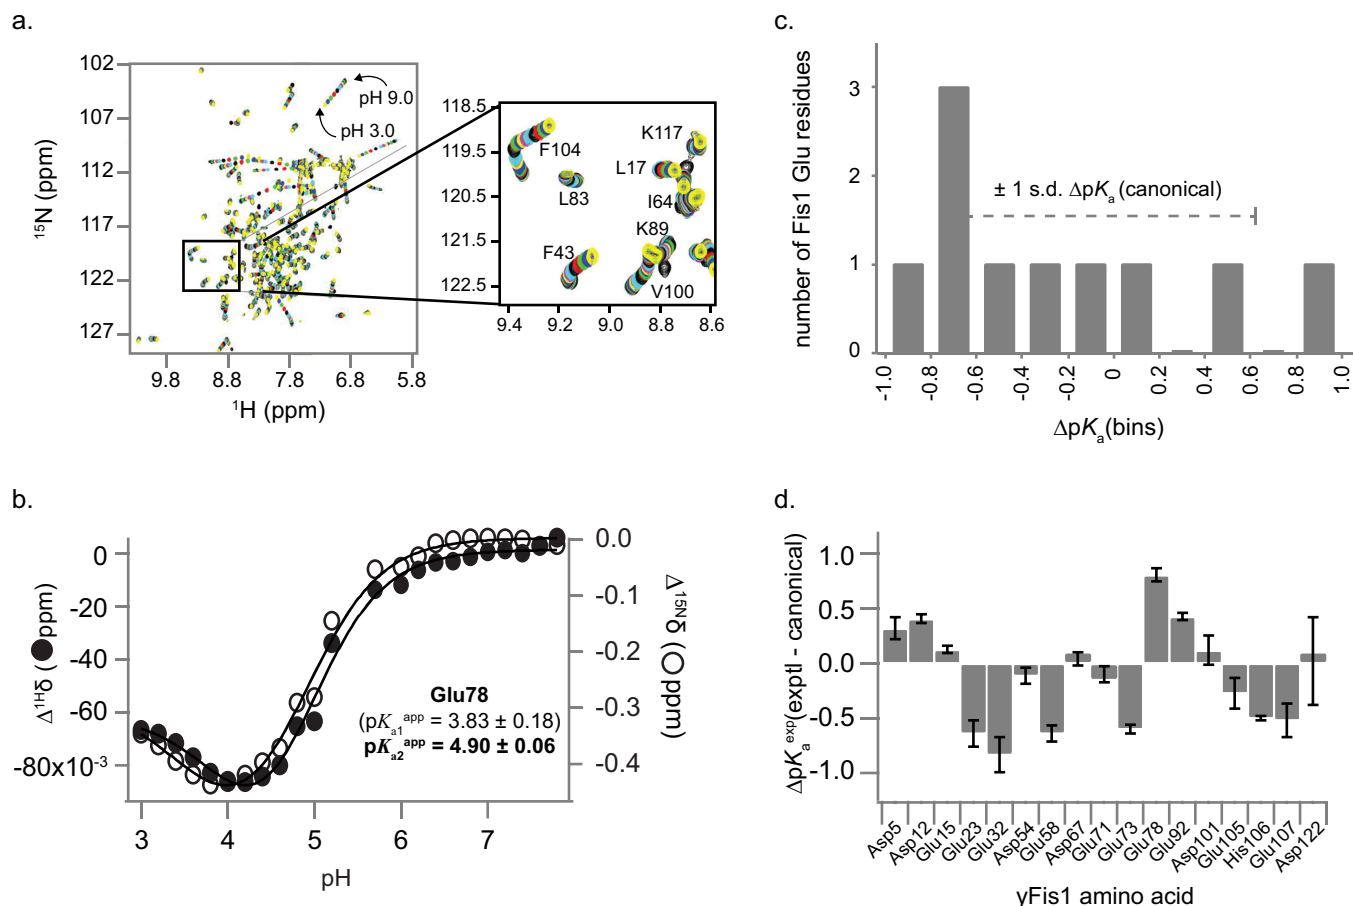 a.
102
107
112
117
122
127
9.8 8.8 7.8 6.8 5.8
¹⁵N (ppm)
¹H (ppm)
pH 9.0
pH 3.0
118.5
119.5
120.5
121.5
122.5
9.4 9.2 9.0 8.8 8.6
F104
L83
F43
K117
L17
I64
K89
V100
c.
number of Fis1 Glu residues
3
2
1
0
± 1 s.d. ΔpKₐ (canonical)
-1.0 -0.8 -0.6 -0.4 -0.2 0 0.2 0.4 0.6 0.8 1.0
ΔpKₐ(bins)
b.
0
-20
-40
-60
-80x10⁻³
Δ¹ᴴδ (●ppm)
0.0
-0.1
-0.2
-0.3
-0.4
Δ¹⁵ᴺδ (○ppm)
Glu78
(pKₐ₁ᵃᵖᵖ = 3.83 ± 0.18)
pKₐ₂ᵃᵖᵖ = 4.90 ± 0.06
3 4 5 6 7
pH
d.
ΔpKₐᵉˣᵖ(exptl - canonical)
1.0
0.5
0.0
-0.5
-1.0
Asp5 Asp12 Glu15 Glu23 Glu32 Asp54 Glu58 Asp67 Glu71 Glu73 Glu78 Glu92 Asp101 Glu105 His106 Glu107 Asp122
yFis1 amino acid